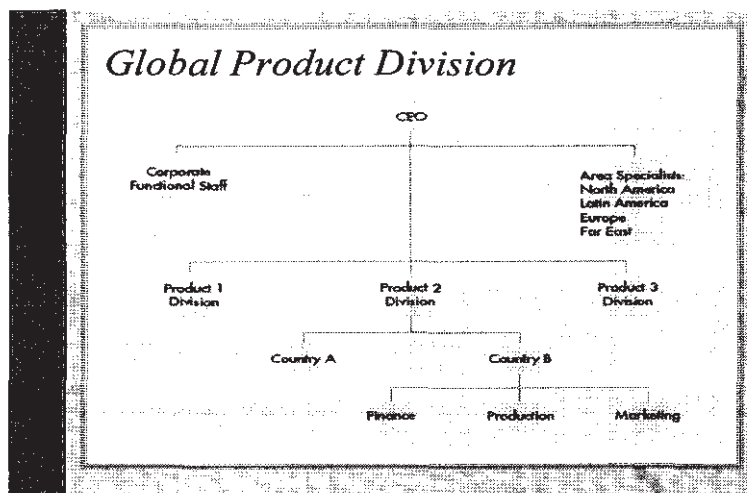 Global Product Division
CEO
Corporate
Functional Staff
Area Specialists:
North America
Latin America
Europe
Far East
Product 1
Division
Product 2
Division
Product 3
Division
Country A
Country B
Finance
Production
Marketing